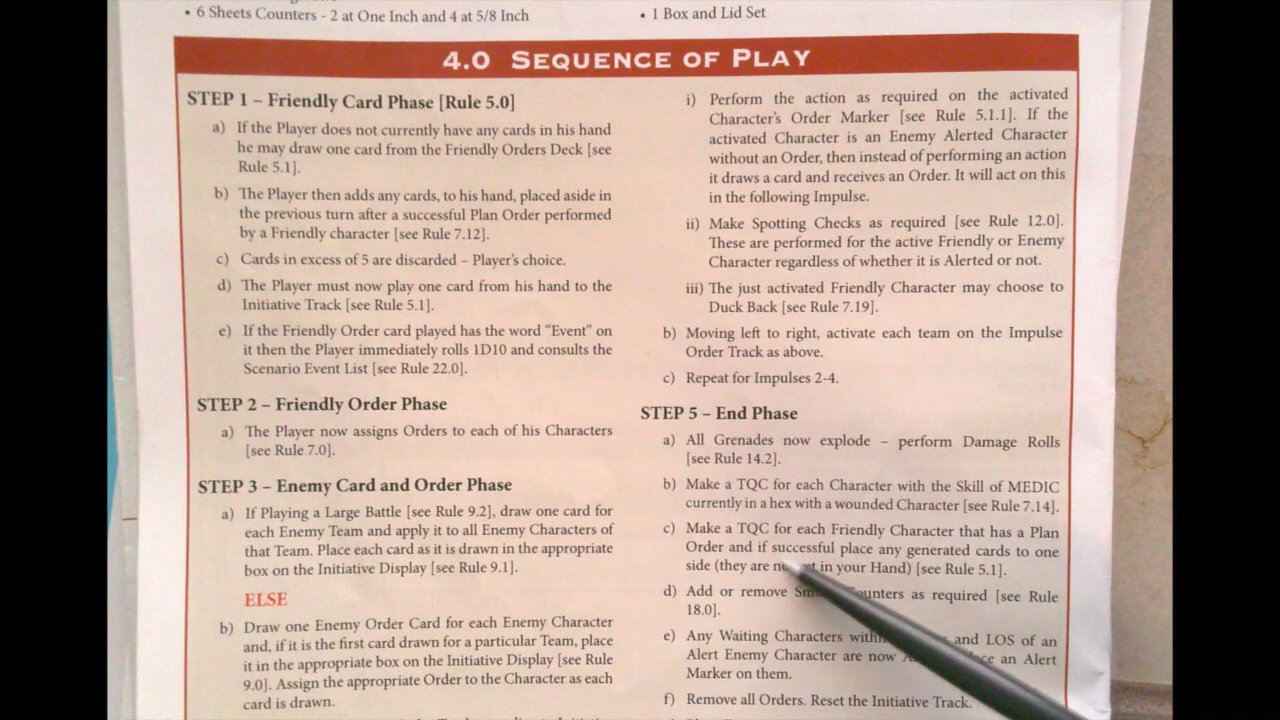 • 6 Sheets Counters - 2 at One Inch and 4 at 5/8 Inch
• 1 Box and Lid Set
4.0 SEQUENCE OF PLAY
STEP 1 – Friendly Card Phase [Rule 5.0]
a) If the Player does not currently have any cards in his hand
he may draw one card from the Friendly Orders Deck [see
Rule 5.1].
b) The Player then adds any cards, to his hand, placed aside in
the previous turn after a successful Plan Order performed
by a Friendly character [see Rule 7.12].
c) Cards in excess of 5 are discarded – Player's choice.
d) The Player must now play one card from his hand to the
Initiative Track [see Rule 5.1].
e) If the Friendly Order card played has the word “Event” on
it then the Player immediately rolls 1D10 and consults the
Scenario Event List [see Rule 22.0].
STEP 2 – Friendly Order Phase
a) The Player now assigns Orders to each of his Characters
[see Rule 7.0].
STEP 3 – Enemy Card and Order Phase
a) If Playing a Large Battle [see Rule 9.2], draw one card for
each Enemy Team and apply it to all Enemy Characters of
that Team. Place each card as it is drawn in the appropriate
box on the Initiative Display [see Rule 9.1].
ELSE
b) Draw one Enemy Order Card for each Enemy Character
and, if it is the first card drawn for a particular Team, place
it in the appropriate box on the Initiative Display [see Rule
9.0]. Assign the appropriate Order to the Character as each
card is drawn.
i) Perform the action as required on the activated
Character's Order Marker [see Rule 5.1.1]. If the
activated Character is an Enemy Alerted Character
without an Order, then instead of performing an action
it draws a card and receives an Order. It will act on this
in the following Impulse.
ii) Make Spotting Checks as required [see Rule 12.0].
These are performed for the active Friendly or Enemy
Character regardless of whether it is Alerted or not.
iii) The just activated Friendly Character may choose to
Duck Back [see Rule 7.19].
b) Moving left to right, activate each team on the Impulse
Order Track as above.
c) Repeat for Impulses 2-4.
STEP 5 – End Phase
a) All Grenades now explode – perform Damage Rolls
[see Rule 14.2].
b) Make a TQC for each Character with the Skill of MEDIC
currently in a hex with a wounded Character [see Rule 7.14].
c) Make a TQC for each Friendly Character that has a Plan
Order and if successful place any generated cards to one
side (they are in your Hand) [see Rule 5.1].
d) Add or remove Counters as required [see Rule
18.0].
e) Any Waiting Characters and LOS of an
Alert Enemy Character are now an Alert
Marker on them.
f) Remove all Orders. Reset the Initiative Track.